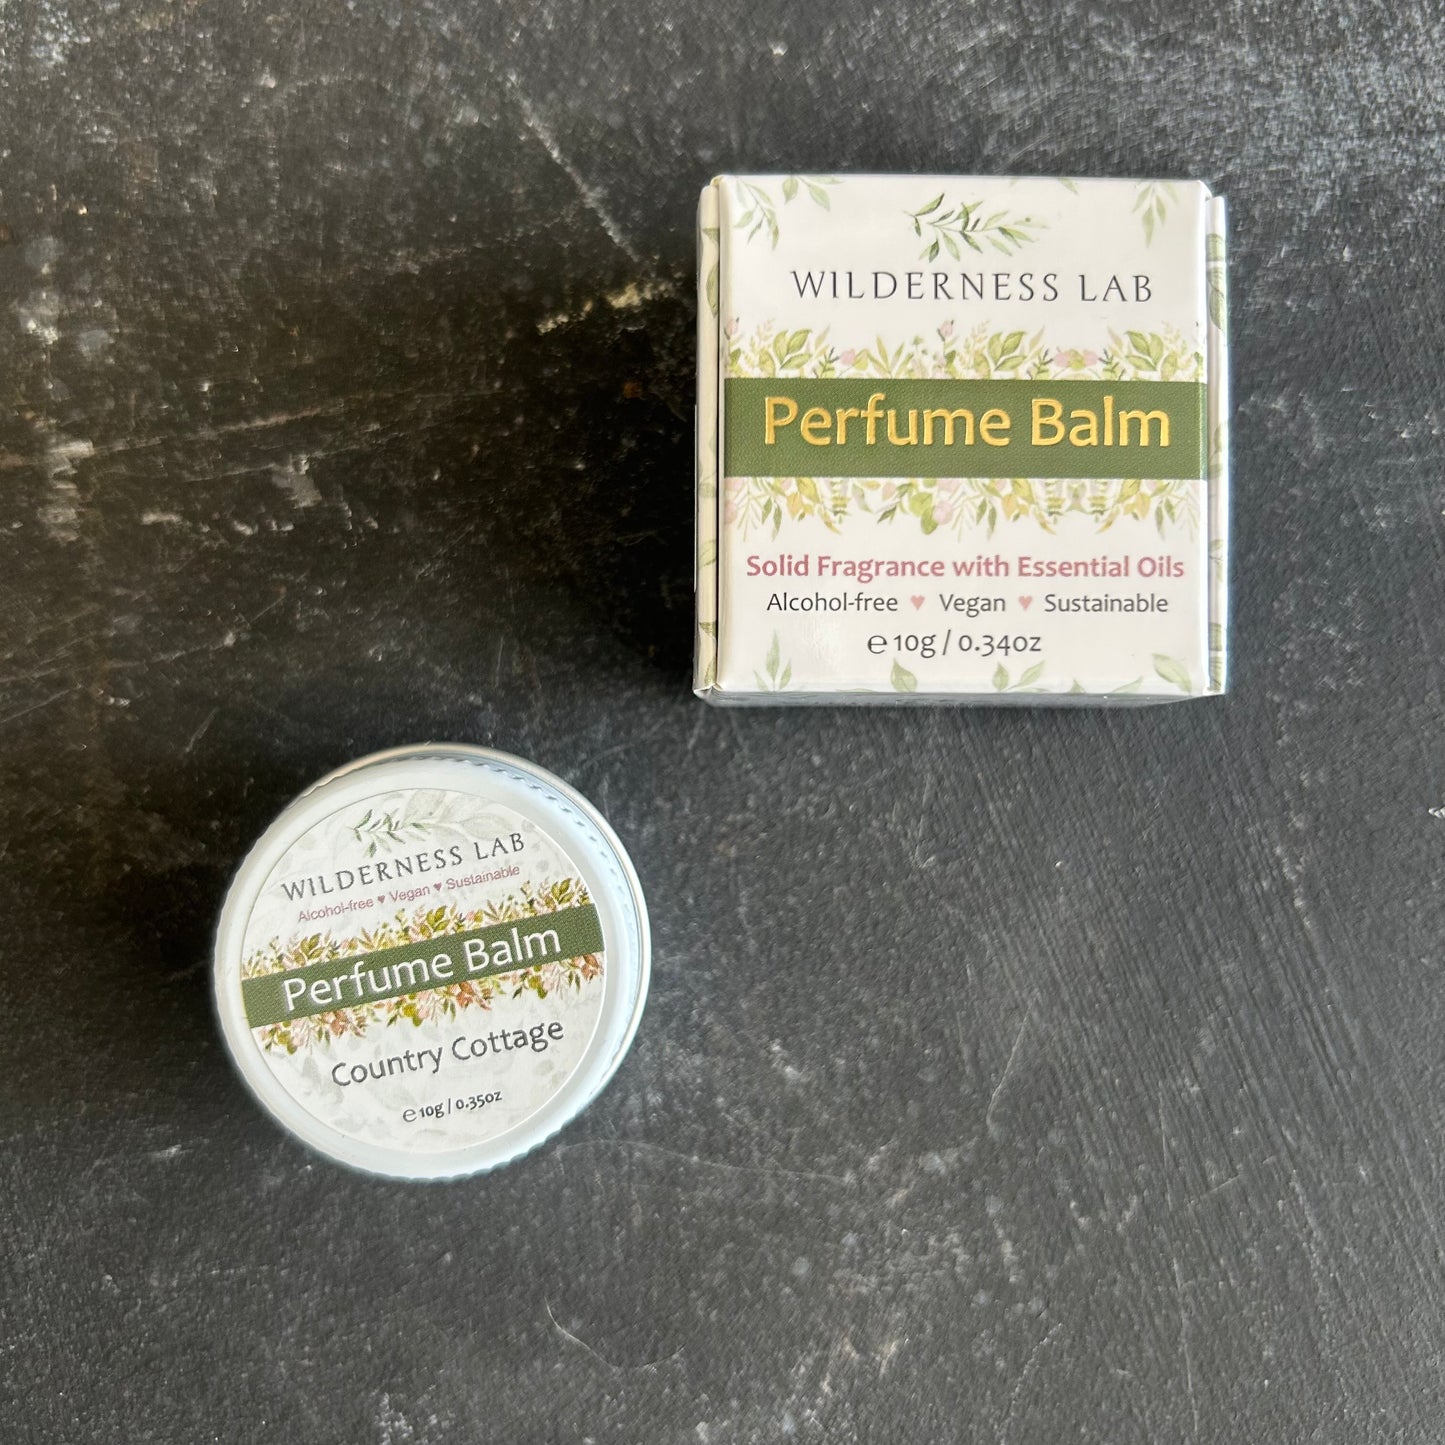 WILDERNESS LAB
Perfume Balm
Solid Fragrance with Essential Oils
Alcohol-free ♥ Vegan ♥ Sustainable
℮ 10g / 0.34oz
WILDERNESS LAB
Alcohol-free ♥ Vegan ♥ Sustainable
Perfume Balm
Country Cottage
℮ 10g / 0.35oz